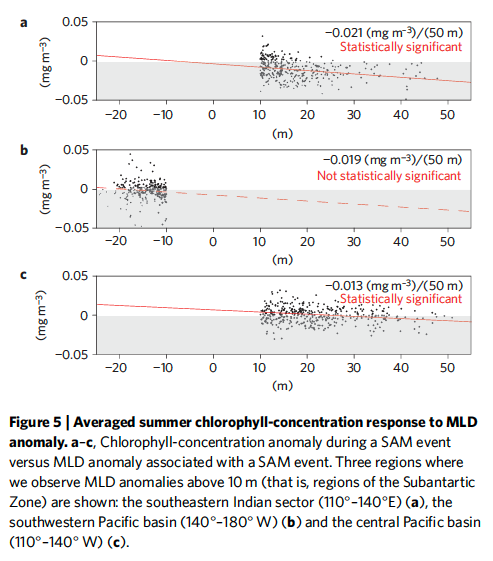 a
0.05
−0.021 (mg m−3)/(50 m)
Statistically significant
(mg m−3)
0
−0.05
−20 −10 0 10 20 30 40 50
(m)
b
0.05
−0.019 (mg m−3)/(50 m)
Not statistically significant
(mg m−3)
0
−0.05
−20 −10 0 10 20 30 40 50
(m)
c
0.05
−0.013 (mg m−3)/(50 m)
Statistically significant
(mg m−3)
0
−0.05
−20 −10 0 10 20 30 40 50
(m)
Figure 5 | Averaged summer chlorophyll-concentration response to MLD
anomaly. a–c, Chlorophyll-concentration anomaly during a SAM event
versus MLD anomaly associated with a SAM event. Three regions where
we observe MLD anomalies above 10 m (that is, regions of the Subantarctic
Zone) are shown: the southeastern Indian sector (110°–140°E) (a), the
southwestern Pacific basin (140°–180° W) (b) and the central Pacific basin
(110°–140° W) (c).